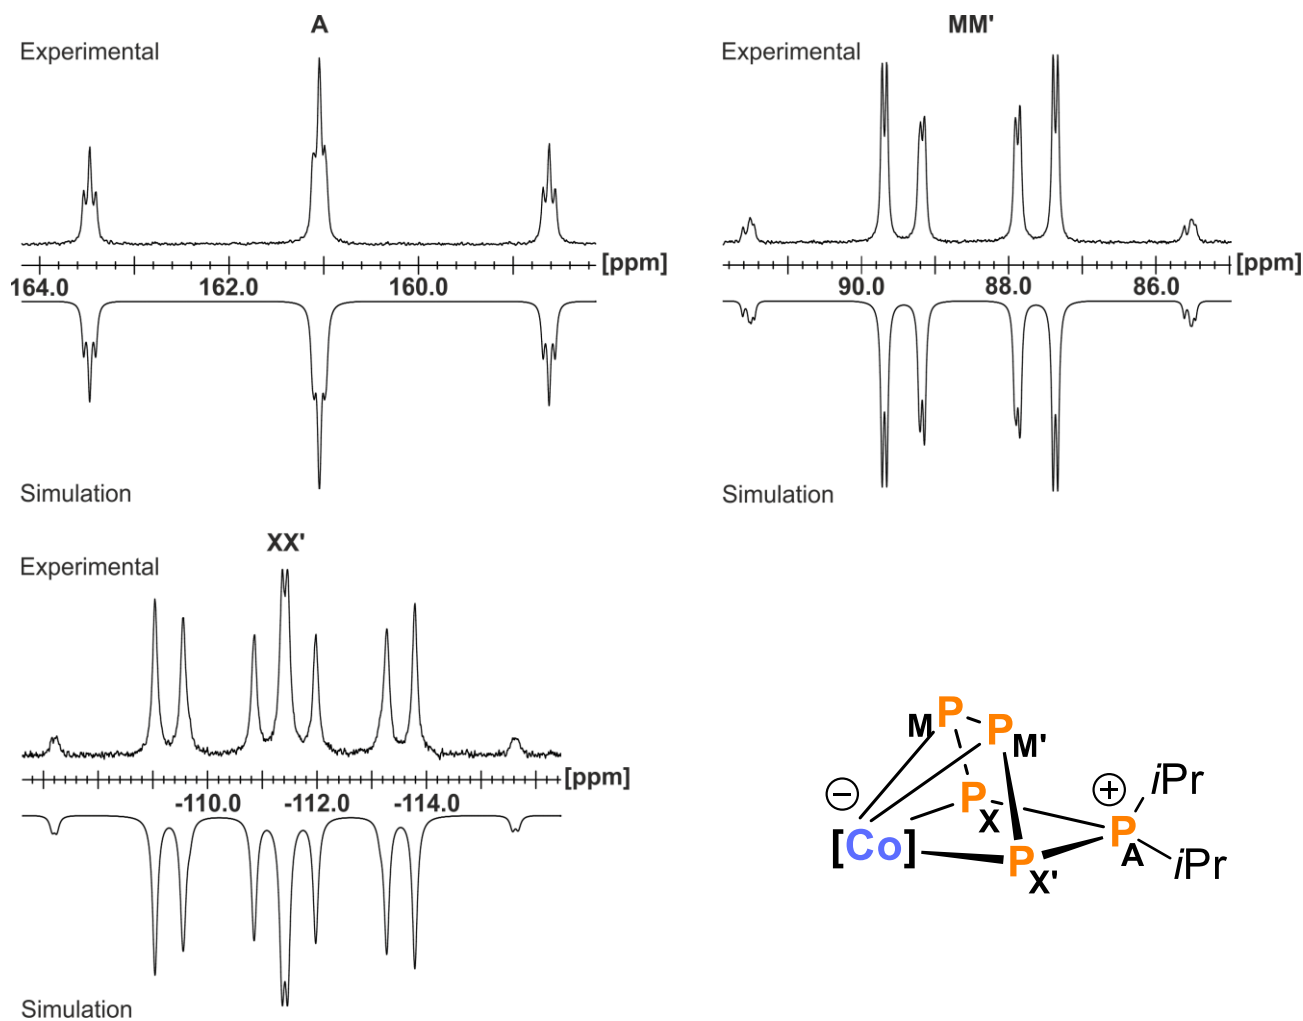 A
Experimental
[ppm]
164.0 162.0 160.0
Simulation
MM'
Experimental
[ppm]
90.0 88.0 86.0
Simulation
XX'
Experimental
[ppm]
-110.0 -112.0 -114.0
Simulation
P
M
P
M'
P
X
− [Co]
P
X'
+
P
A
iPr
iPr